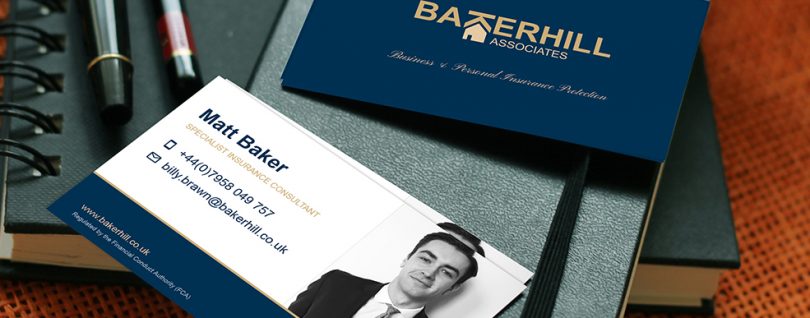 BAKERHILL
ASSOCIATES
Business & Personal Insurance Protection
Matt Baker
SPECIALIST INSURANCE CONSULTANT
+44(0)7958 049 757
billy.brawn@bakerhill.co.uk
www.bakerhill.co.uk
Regulated by the Financial Conduct Authority (FCA)